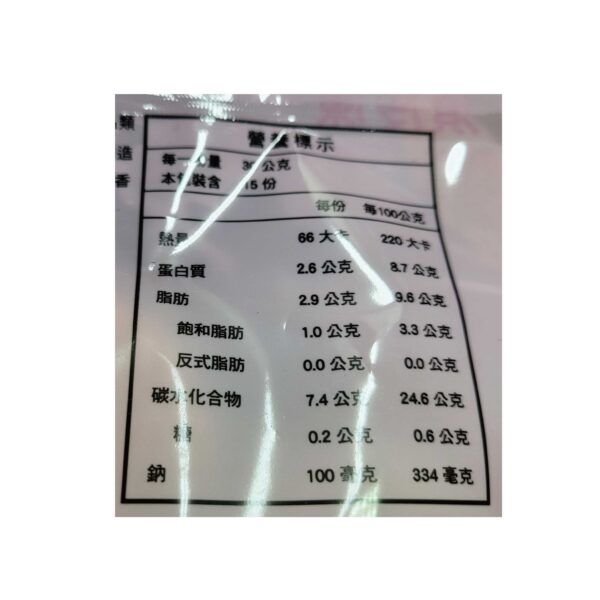 類
造
香
營養標示
每一份量 30 公克
本包裝含 15 份
每份 每100公克
熱量 66 大卡 220 大卡
蛋白質 2.6 公克 8.7 公克
脂肪 2.9 公克 9.6 公克
飽和脂肪 1.0 公克 3.3 公克
反式脂肪 0.0 公克 0.0 公克
碳水化合物 7.4 公克 24.6 公克
糖 0.2 公克 0.6 公克
鈉 100 毫克 334 毫克